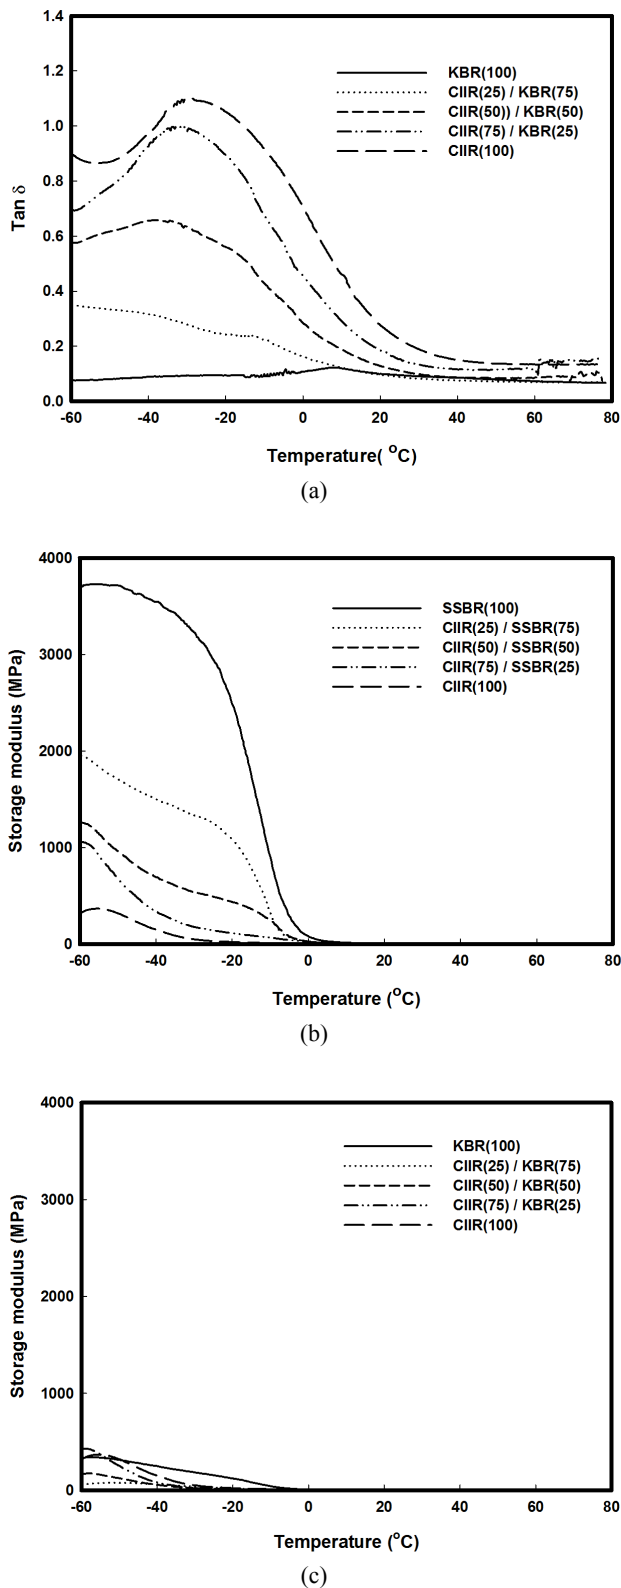 1.4
1.2
1.0
0.8
0.6
0.4
0.2
0.0
Tan δ
KBR(100)
CIIR(25) / KBR(75)
CIIR(50)) / KBR(50)
CIIR(75) / KBR(25)
CIIR(100)
-60 -40 -20 0 20 40 60 80
Temperature( °C)
(a)
4000
3000
2000
1000
0
Storage modulus (MPa)
SSBR(100)
CIIR(25) / SSBR(75)
CIIR(50) / SSBR(50)
CIIR(75) / SSBR(25)
CIIR(100)
-60 -40 -20 0 20 40 60 80
Temperature (°C)
(b)
4000
3000
2000
1000
0
Storage modulus (MPa)
KBR(100)
CIIR(25) / KBR(75)
CIIR(50) / KBR(50)
CIIR(75) / KBR(25)
CIIR(100)
-60 -40 -20 0 20 40 60 80
Temperature (°C)
(c)